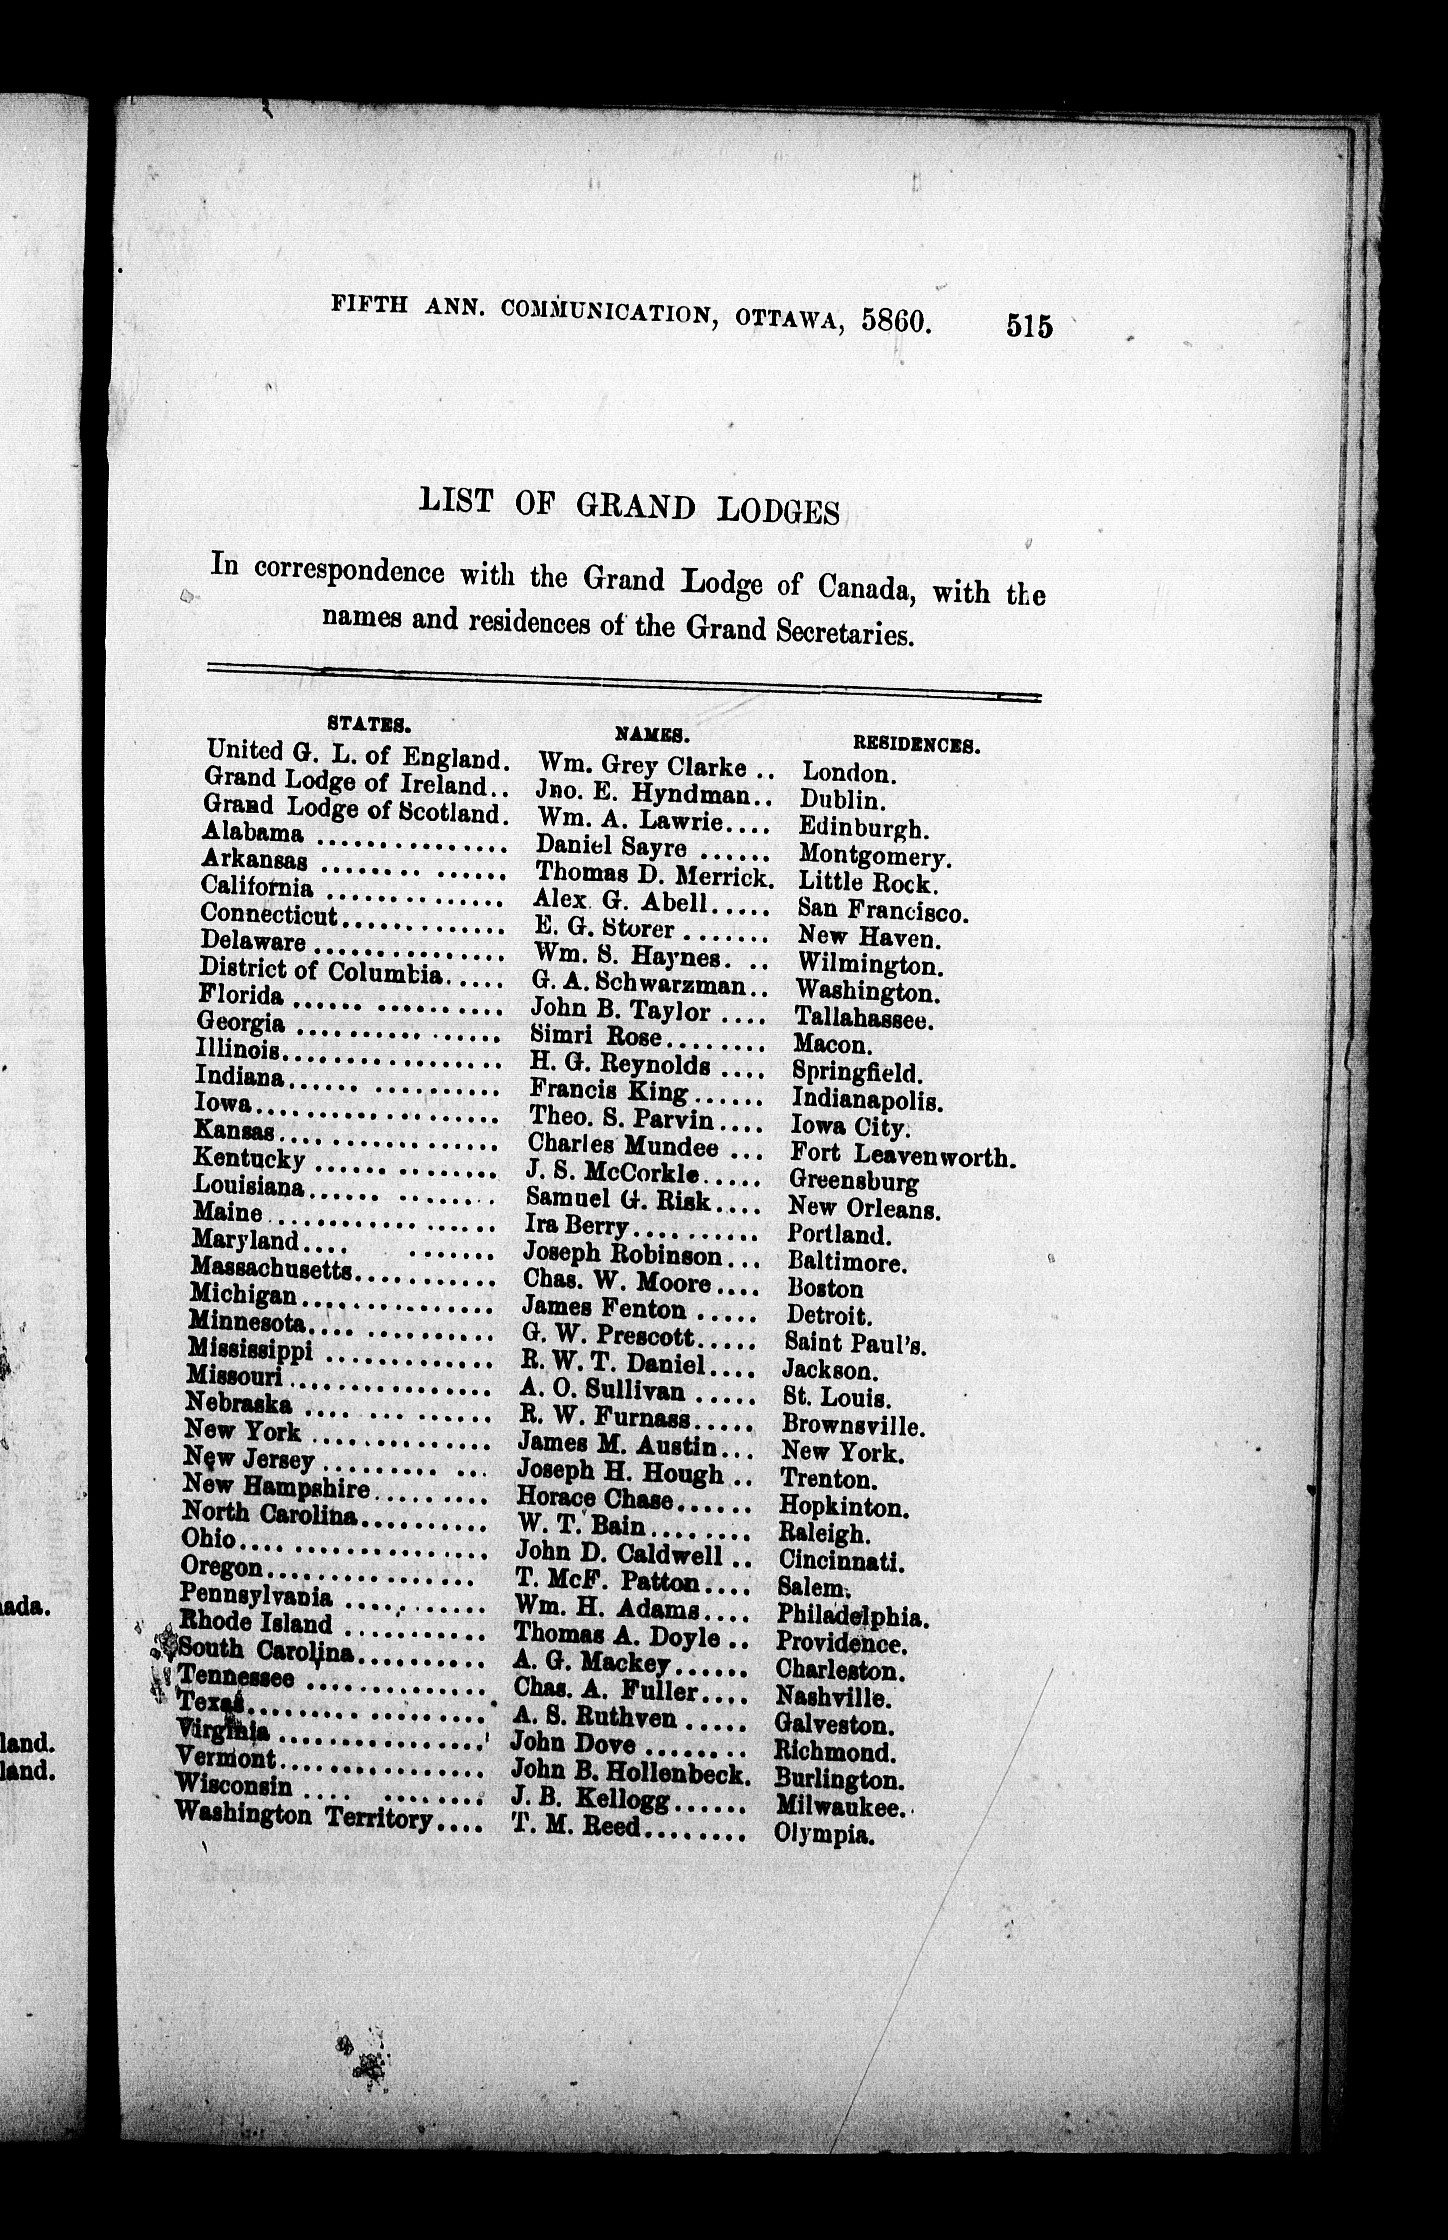 FIFTH ANN. COMMUNICATION, OTTAWA, 5860. 515
LIST OF GRAND LODGES
In correspondence with the Grand Lodge of Canada, with the
names and residences of the Grand Secretaries.
STATES. NAMES. RESIDENCES.
United G. L. of England. Wm. Grey Clarke .. London.
Grand Lodge of Ireland.. Jno. E. Hyndman.. Dublin.
Grand Lodge of Scotland. Wm. A. Lawrie.... Edinburgh.
Alabama ............... Daniel Sayre ...... Montgomery.
Arkansas ........ ...... Thomas D. Merrick. Little Rock.
California .............. Alex. G. Abell..... San Francisco.
Connecticut............. E. G. Storer ....... New Haven.
Delaware ............... Wm. S. Haynes. .. Wilmington.
District of Columbia..... G. A. Schwarzman.. Washington.
Florida ...... .......... John B. Taylor .... Tallahassee.
Georgia .......... ...... Simri Rose........ Macon.
Illinois................. H. G. Reynolds .... Springfield.
Indiana...... .......... Francis King...... Indianapolis.
Iowa................... Theo. S. Parvin.... Iowa City.
Kansas................. Charles Mundee ... Fort Leavenworth.
Kentucky ...... ........ J. S. McCorkle..... Greensburg
Louisiana...... ........ Samuel G. Risk.... New Orleans.
Maine............ ...... Ira Berry.......... Portland.
Maryland.... ....... Joseph Robinson... Baltimore.
Massachusetts........... Chas. W. Moore.... Boston
Michigan............... James Fenton ..... Detroit.
Minnesota.... .......... G. W. Prescott..... Saint Paul's.
Mississippi ............. R. W. T. Daniel.... Jackson.
Missouri ................ A. O. Sullivan ..... St. Louis.
Nebraska .... ... ...... R. W. Furnass..... Brownsville.
New York .............. James M. Austin... New York.
New Jersey .......... ... Joseph H. Hough .. Trenton.
New Hampshire......... Horace Chase...... Hopkinton.
North Carolina.......... W. T. Bain........ Raleigh.
Ohio.... ............... John D. Caldwell .. Cincinnati.
Oregon................ T. McF. Patton.... Salem.
Pennsylvania ........... Wm. H. Adams.... Philadelphia.
Rhode Island ........... Thomas A. Doyle .. Providence.
South Carolina.......... A. G. Mackey...... Charleston.
Tennessee .............. Chas. A. Fuller.... Nashville.
Texas......... ......... A. S. Ruthven ..... Galveston.
Virginia ................ John Dove ........ Richmond.
Vermont................ John B. Hollenbeck. Burlington.
Wisconsin .... ........ J. B. Kellogg...... Milwaukee.
Washington Territory.... T. M. Reed........ Olympia.
ada.
land.
land.